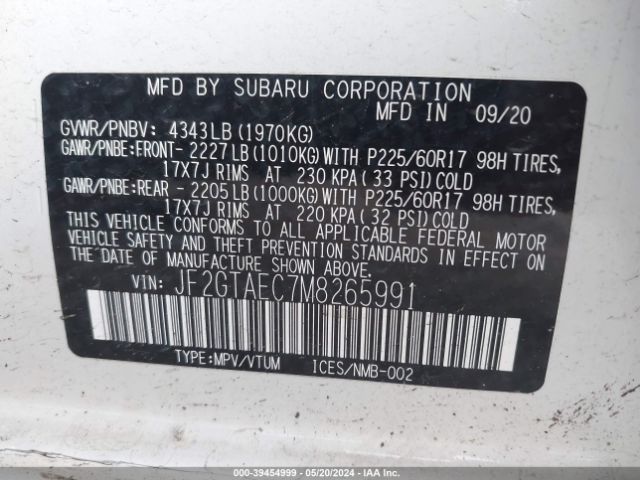 MFD BY SUBARU CORPORATION
MFD IN 09/20
GVWR/PNBV: 4343LB (1970KG)
GAWR/PNBE:FRONT- 2227LB (1010KG) WITH P225/60R17 98H TIRES,
17X7J RIMS AT 230 KPA (33 PSI) COLD
GAWR/PNBE:REAR - 2205LB (1000KG) WITH P225/60R17 98H TIRES,
17X7J RIMS AT 220 KPA (32 PSI) COLD
THIS VEHICLE CONFORMS TO ALL APPLICABLE FEDERAL MOTOR
VEHICLE SAFETY AND THEFT PREVENTION STANDARDS IN EFFECT ON
THE DATE OF MANUFACTURE SHOWN ABOVE.
VIN: JF2GTAEC7M8265991
TYPE:MPV/VTUM ICES/NMB-002
000-39454999 - 05/20/2024 - IAA Inc.